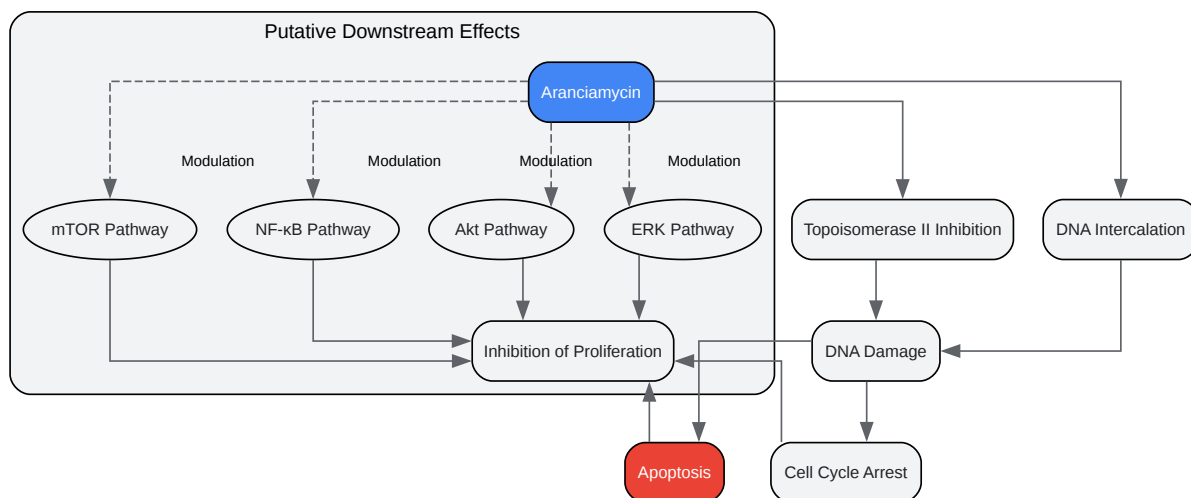 Putative Downstream Effects
Aranciamycin
Modulation
Modulation
Modulation
Modulation
mTOR Pathway
NF-κB Pathway
Akt Pathway
ERK Pathway
Topoisomerase II Inhibition
DNA Intercalation
Inhibition of Proliferation
DNA Damage
Apoptosis
Cell Cycle Arrest